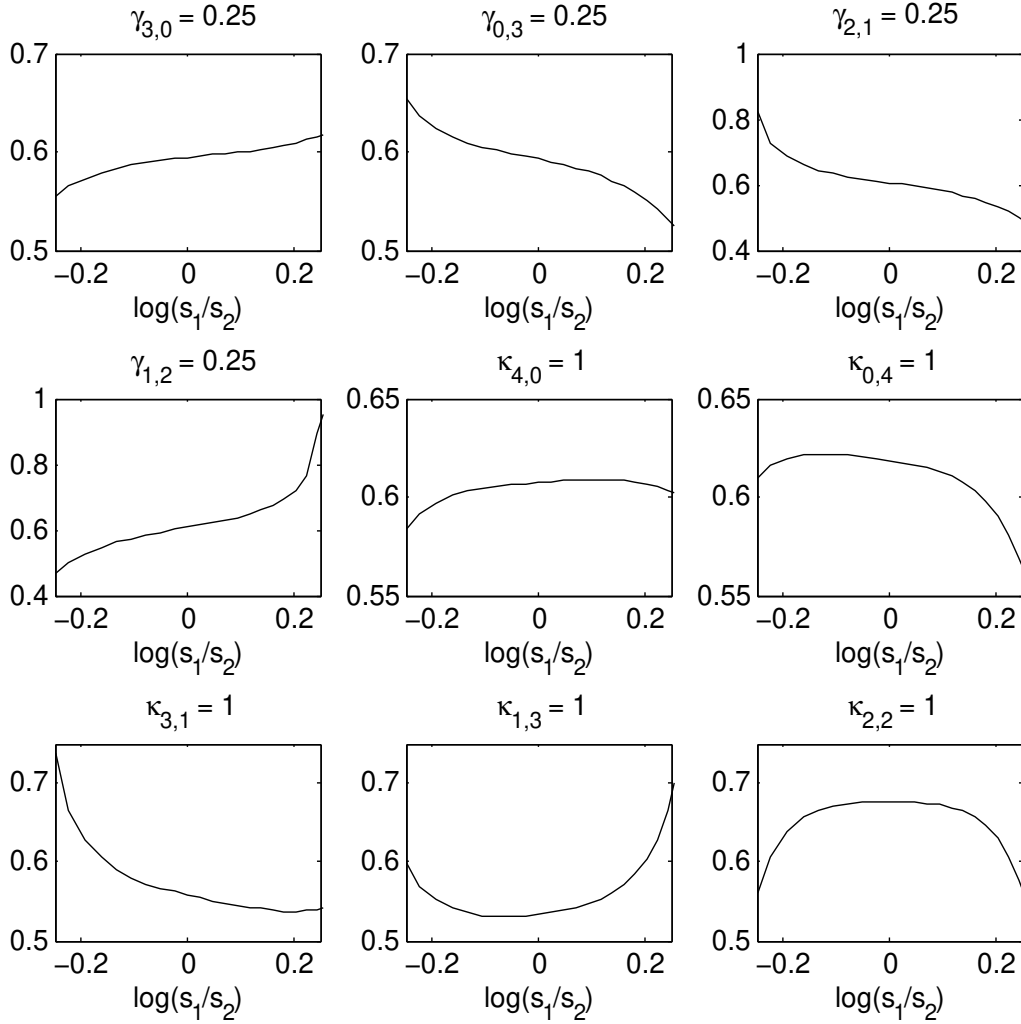 γ3,0 = 0.25
γ0,3 = 0.25
γ2,1 = 0.25
0.7
0.6
0.5
−0.2 0 0.2
log(s1/s2)
0.7
0.6
0.5
−0.2 0 0.2
log(s1/s2)
1
0.8
0.6
0.4
−0.2 0 0.2
log(s1/s2)
γ1,2 = 0.25
κ4,0 = 1
κ0,4 = 1
1
0.8
0.6
0.4
−0.2 0 0.2
log(s1/s2)
0.65
0.6
0.55
−0.2 0 0.2
log(s1/s2)
0.65
0.6
0.55
−0.2 0 0.2
log(s1/s2)
κ3,1 = 1
κ1,3 = 1
κ2,2 = 1
0.7
0.6
0.5
−0.2 0 0.2
log(s1/s2)
0.7
0.6
0.5
−0.2 0 0.2
log(s1/s2)
0.7
0.6
0.5
−0.2 0 0.2
log(s1/s2)